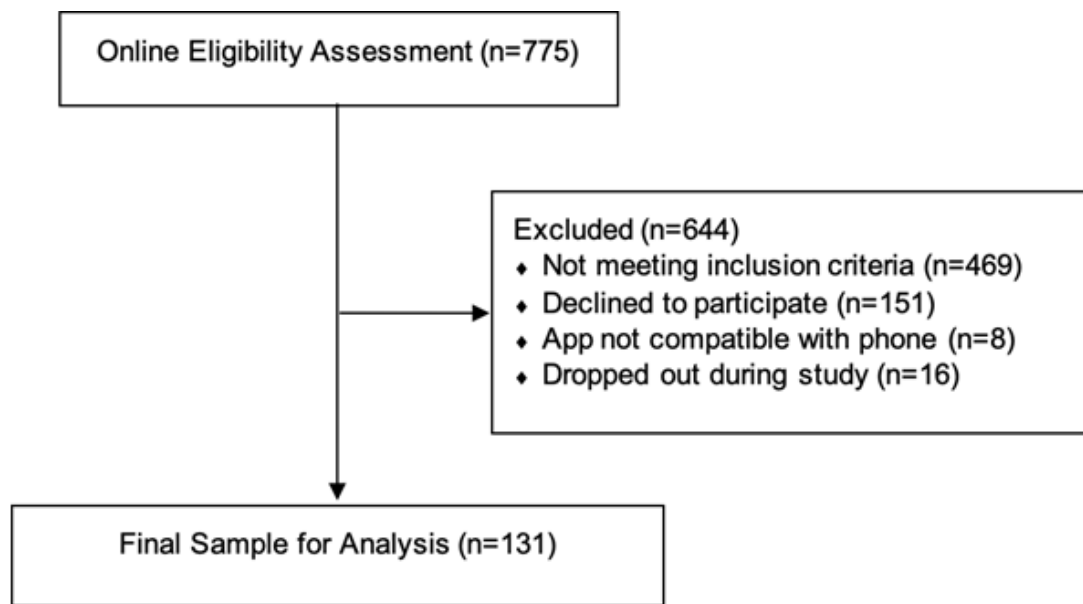 Online Eligibility Assessment (n=775)
Excluded (n=644)
♦ Not meeting inclusion criteria (n=469)
♦ Declined to participate (n=151)
♦ App not compatible with phone (n=8)
♦ Dropped out during study (n=16)
Final Sample for Analysis (n=131)